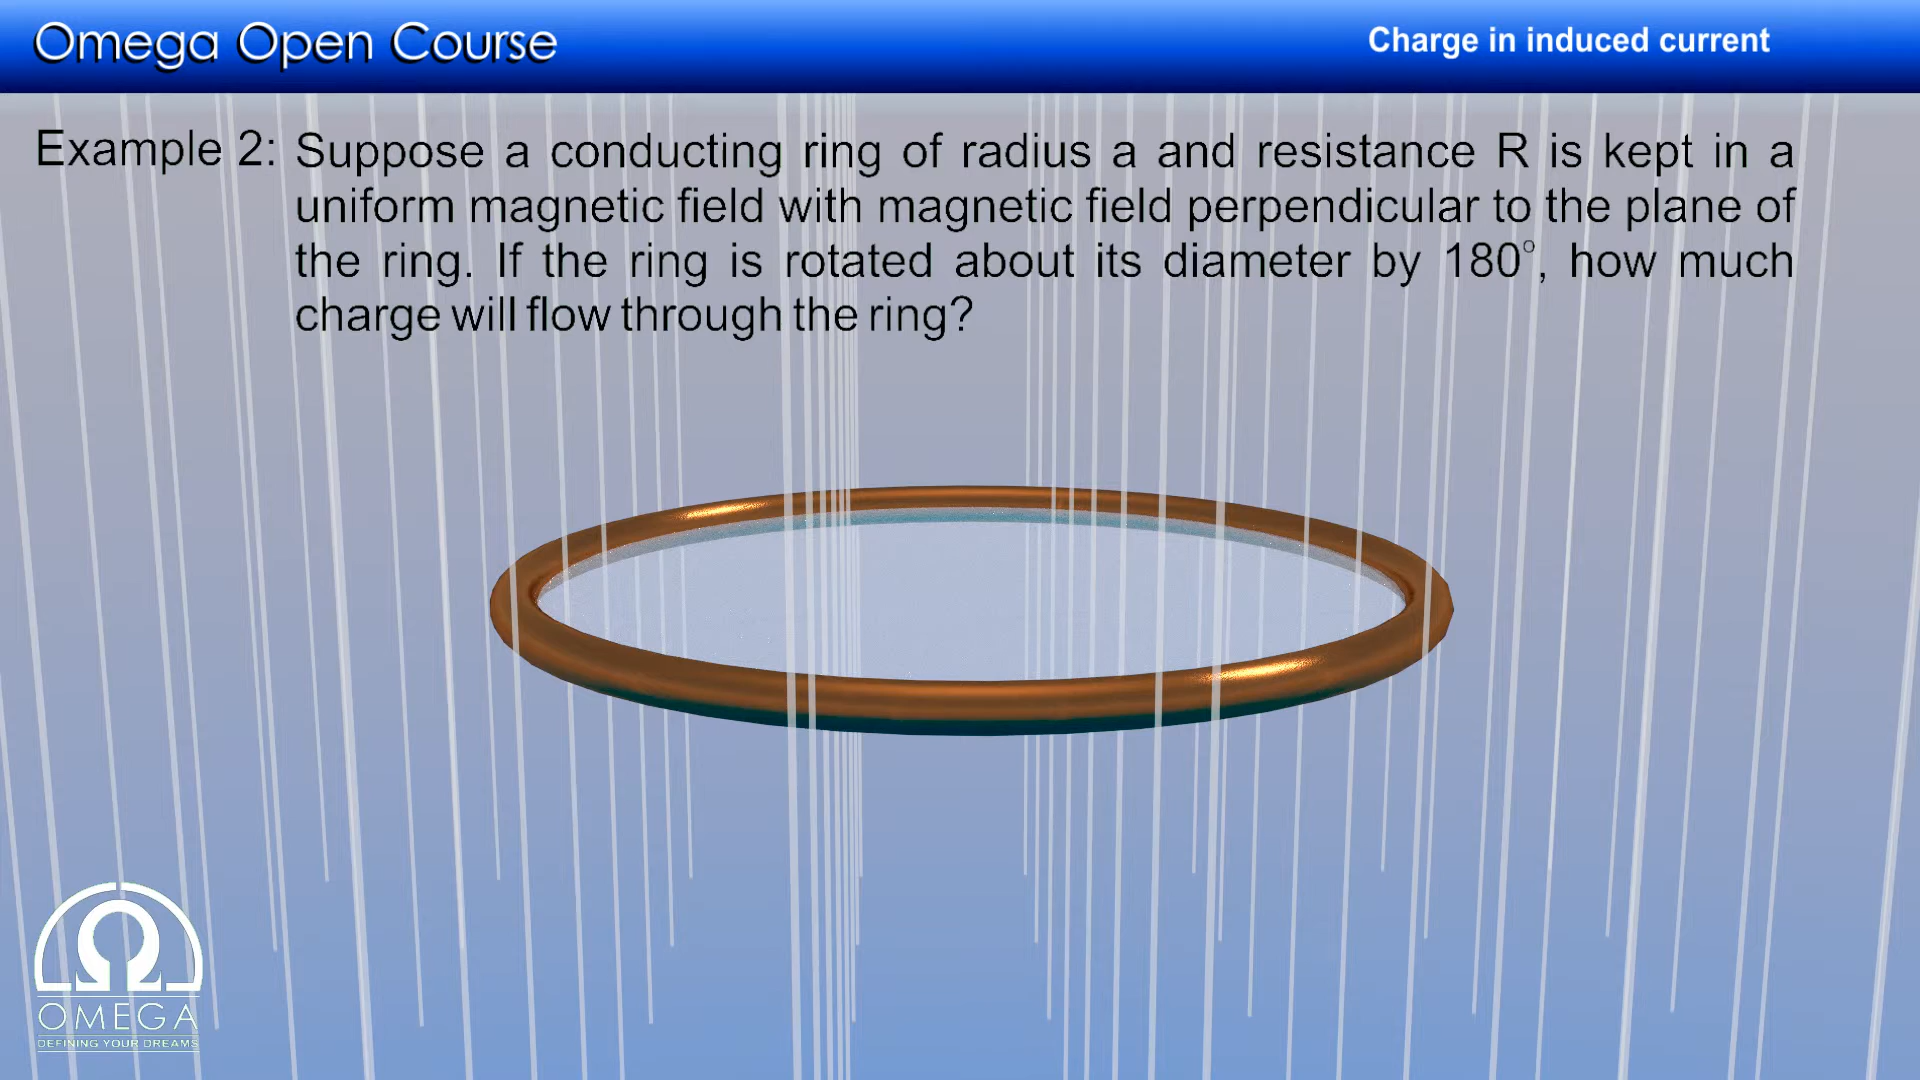 Omega Open Course
Charge in induced current
Example 2: Suppose a conducting ring of radius a and resistance R is kept in a
uniform magnetic field with magnetic field perpendicular to the plane of
the ring. If the ring is rotated about its diameter by 180°, how much
charge will flow through the ring?
Ω
OMEGA
DEFINING YOUR DREAMS